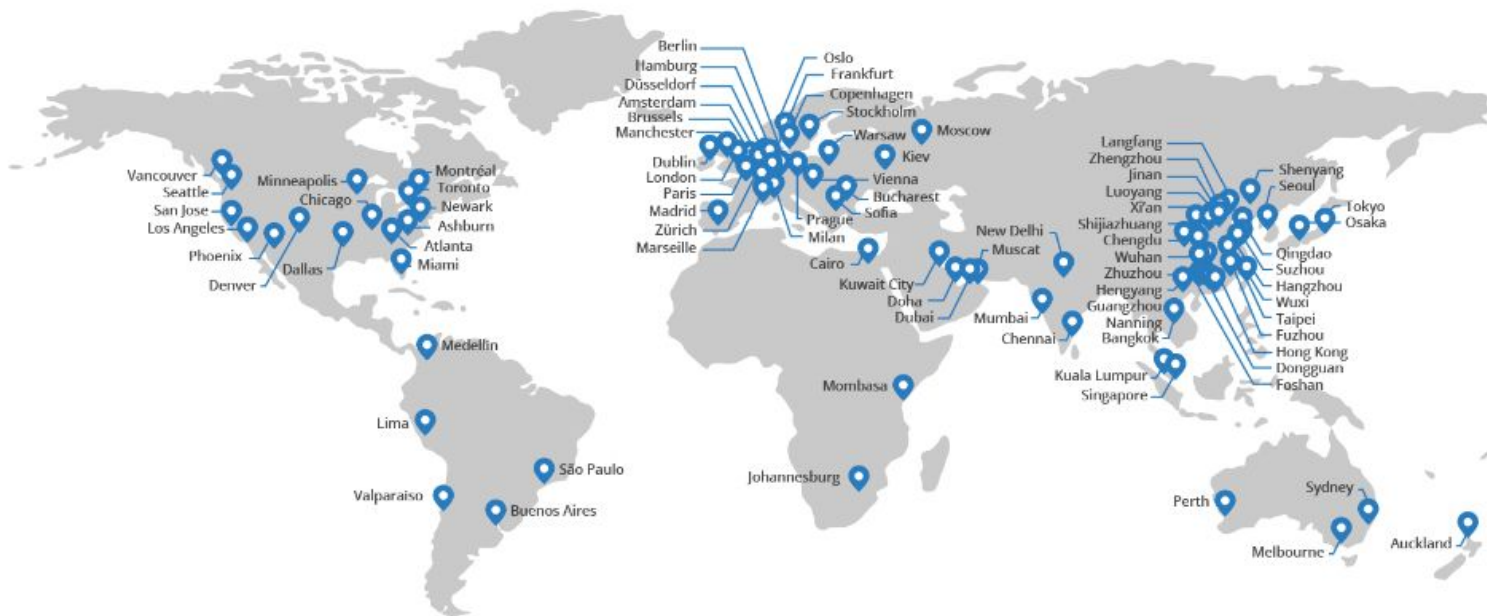 Vancouver
Seattle
San Jose
Los Angeles
Phoenix
Denver
Dallas
Minneapolis
Chicago
Montréal
Toronto
Newark
Ashburn
Atlanta
Miami
Medellín
Lima
São Paulo
Valparaiso
Buenos Aires
Berlin
Hamburg
Düsseldorf
Amsterdam
Brussels
Manchester
Dublin
London
Paris
Madrid
Zürich
Marseille
Oslo
Frankfurt
Copenhagen
Stockholm
Warsaw
Moscow
Kiev
Vienna
Bucharest
Sofia
Prague
Milan
Cairo
Kuwait City
Doha
Dubai
Muscat
New Delhi
Mumbai
Chennai
Mombasa
Johannesburg
Langfang
Zhengzhou
Jinan
Luoyang
Xi'an
Shijiazhuang
Chengdu
Wuhan
Zhuzhou
Hengyang
Guangzhou
Nanning
Bangkok
Kuala Lumpur
Singapore
Shenyang
Seoul
Tokyo
Osaka
Qingdao
Suzhou
Hangzhou
Wuxi
Taipei
Fuzhou
Hong Kong
Dongguan
Foshan
Perth
Sydney
Melbourne
Auckland